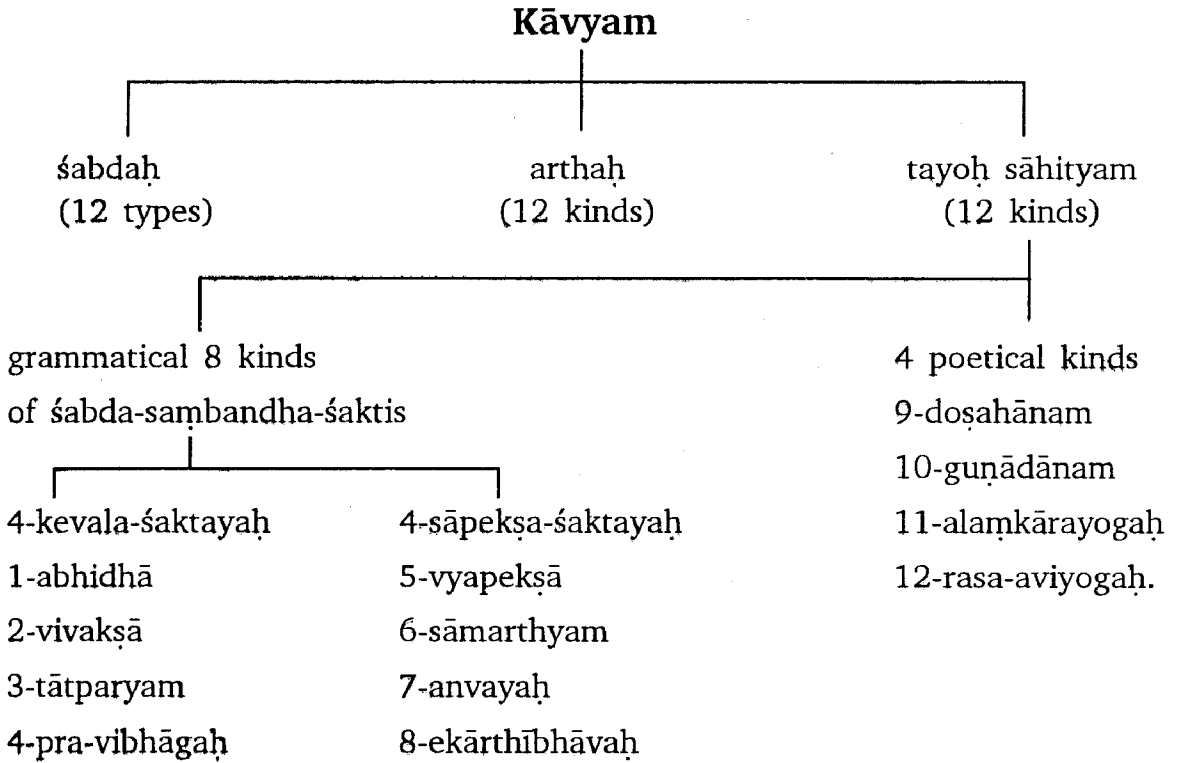 Kāvyam
śabdaḥ
(12 types)
arthaḥ
(12 kinds)
tayoḥ sāhityam
(12 kinds)
grammatical 8 kinds
of śabda-saṃbandha-śaktis
4-kevala-śaktayaḥ
1-abhidhā
2-vivakṣā
3-tātparyam
4-pra-vibhāgaḥ
4-sāpekṣa-śaktayaḥ
5-vyapekṣā
6-sāmarthyam
7-anvayaḥ
8-ekārthībhāvaḥ
4 poetical kinds
9-doṣahānam
10-guṇādānam
11-alaṃkārayogaḥ
12-rasa-aviyogaḥ.